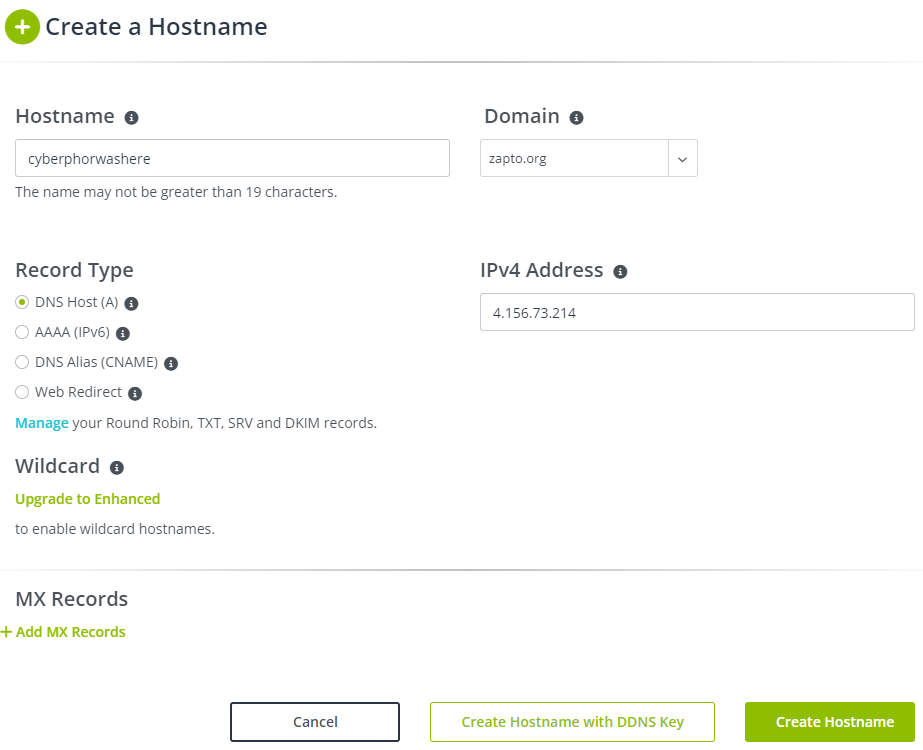 Create a Hostname
Hostname
Domain
cyberphorwashere
zapto.org
The name may not be greater than 19 characters.
Record Type
IPv4 Address
DNS Host (A)
4.156.73.214
AAAA (IPv6)
DNS Alias (CNAME)
Web Redirect
Manage your Round Robin, TXT, SRV and DKIM records.
Wildcard
Upgrade to Enhanced
to enable wildcard hostnames.
MX Records
+ Add MX Records
Cancel
Create Hostname with DDNS Key
Create Hostname